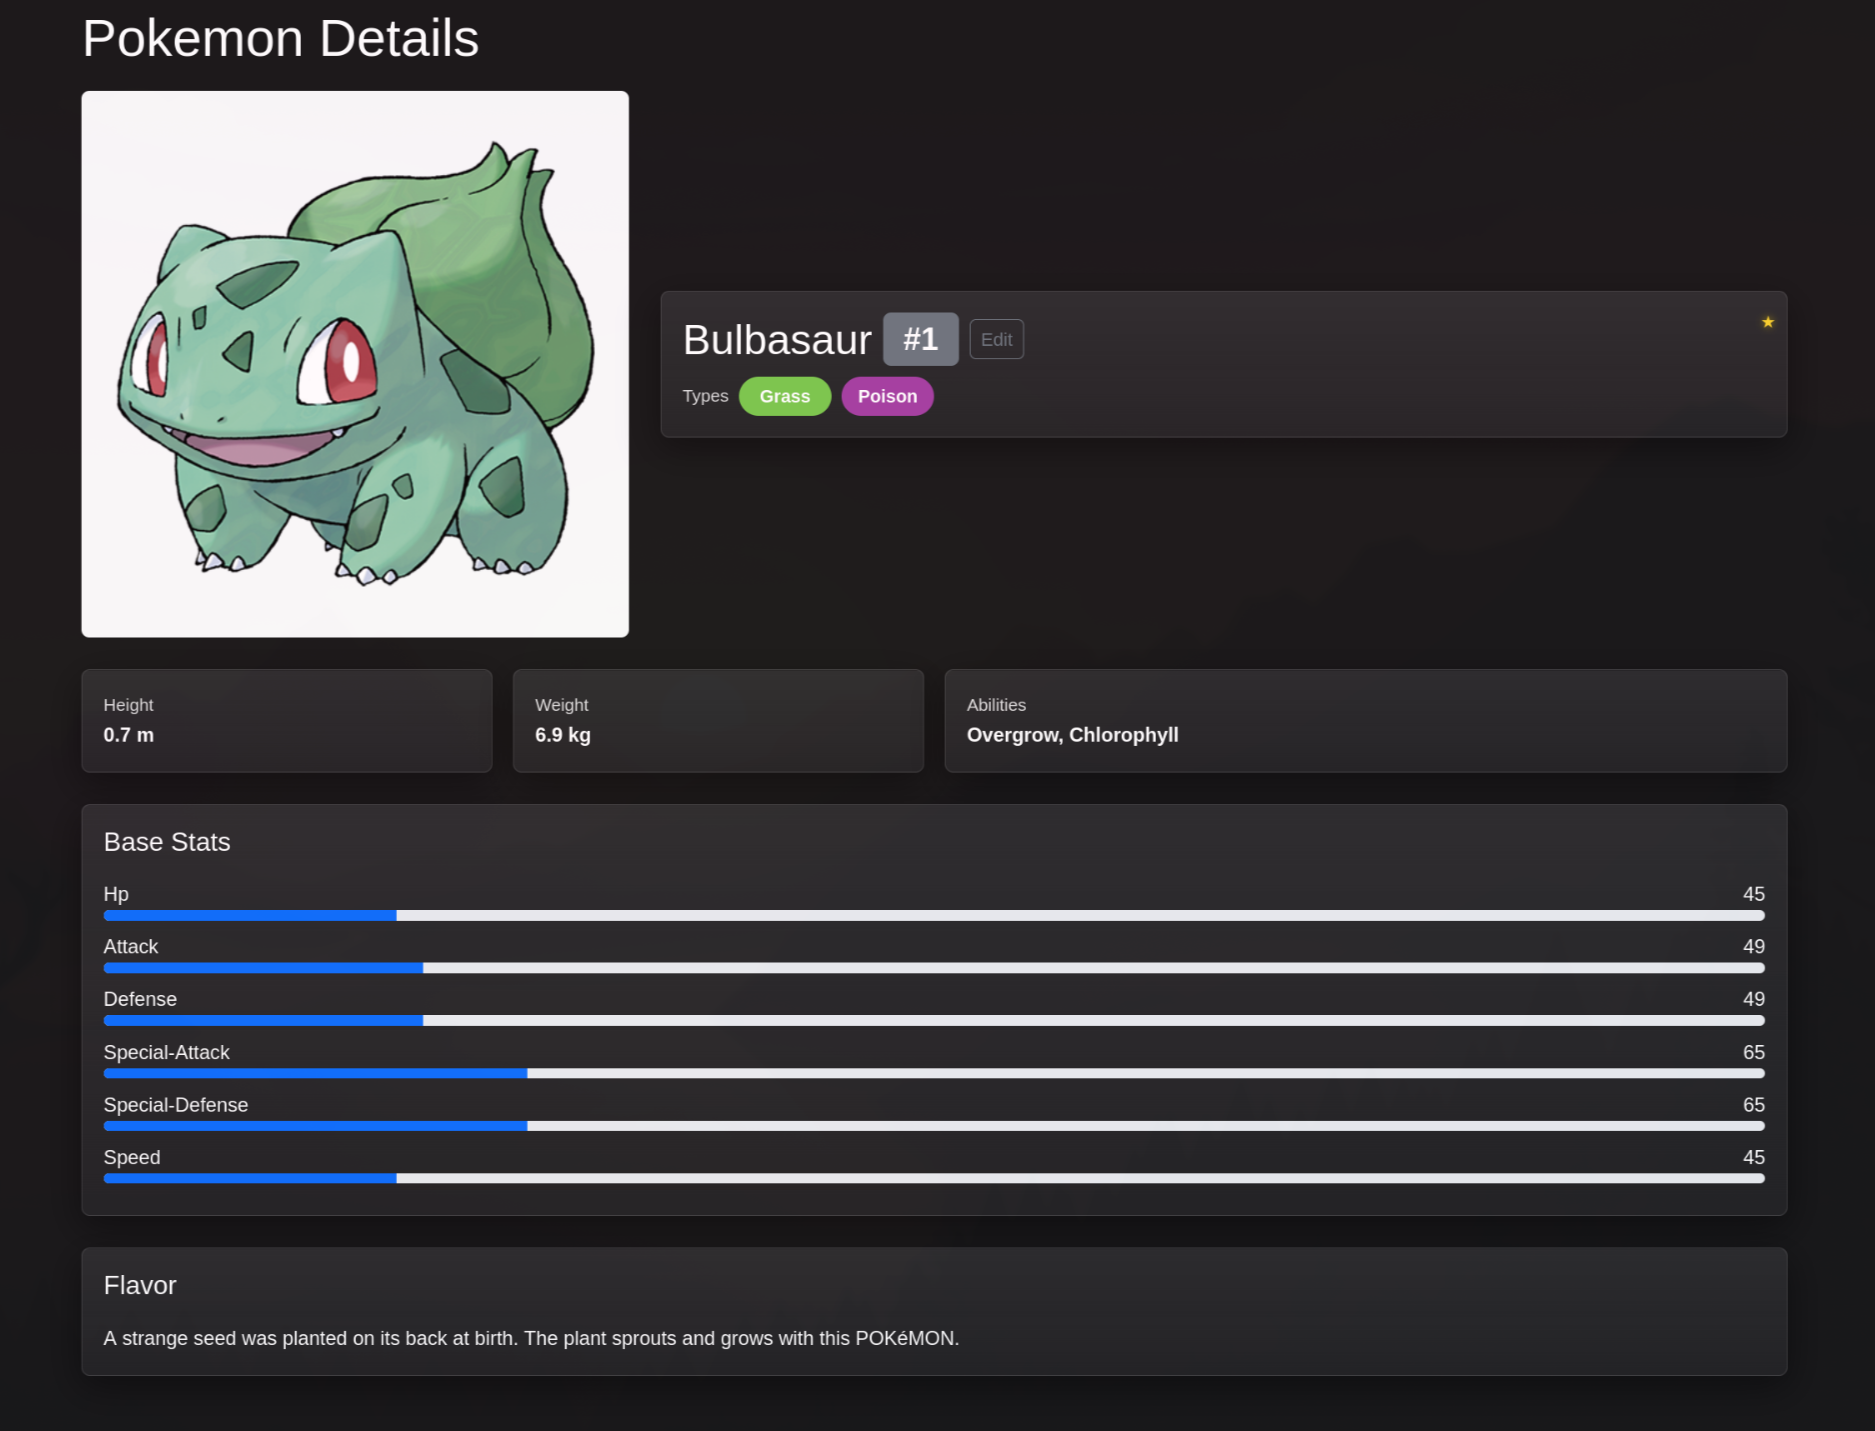 Pokemon Details
Bulbasaur #1 Edit
Types Grass Poison
Height
0.7 m
Weight
6.9 kg
Abilities
Overgrow, Chlorophyll
Base Stats
Hp 45
Attack 49
Defense 49
Special-Attack 65
Special-Defense 65
Speed 45
Flavor
A strange seed was planted on its back at birth. The plant sprouts and grows with this POKéMON.